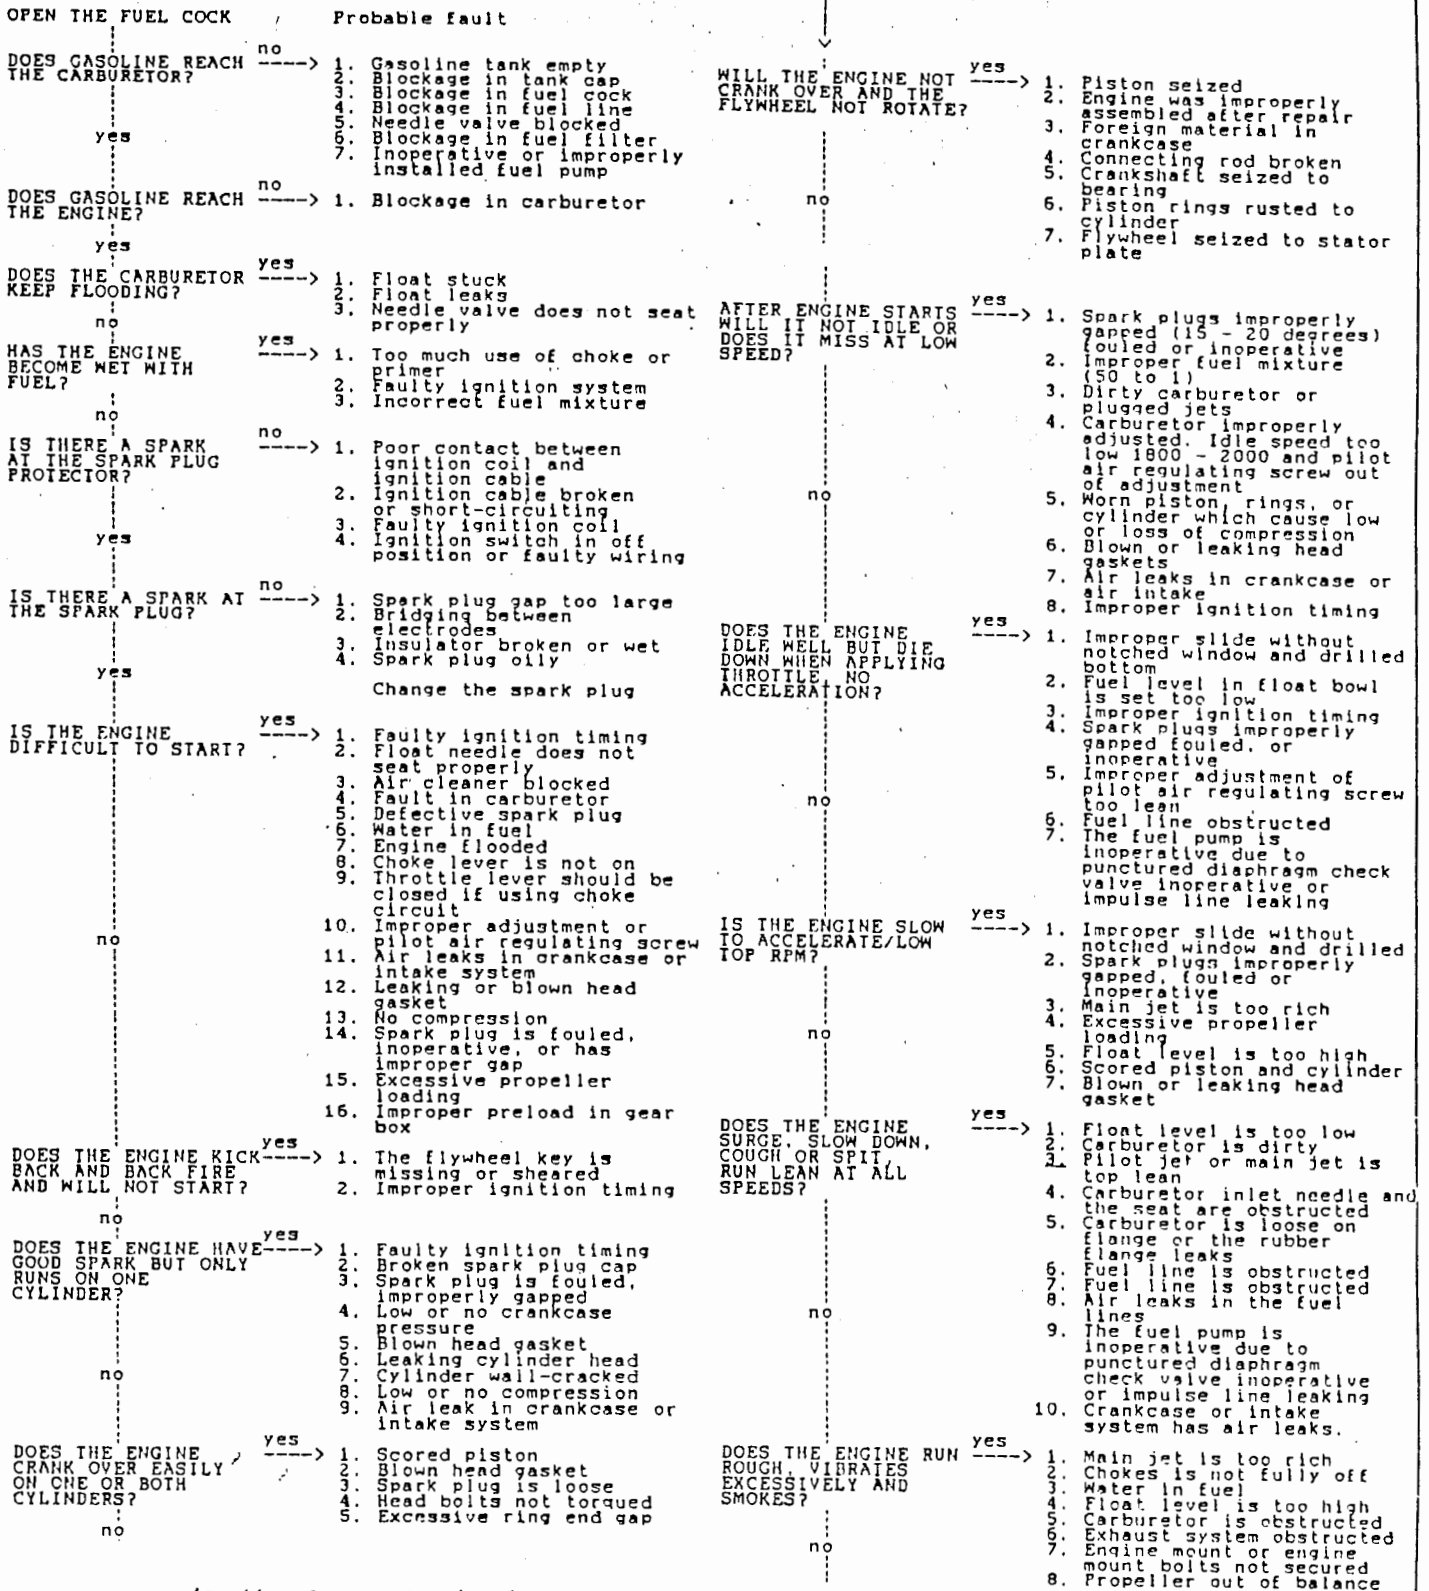 OPEN THE FUEL COCK
Probable fault
DOES GASOLINE REACH
THE CARBURETOR?
no
----> 1. Gasoline tank empty
2. Blockage in tank cap
3. Blockage in fuel cock
4. Blockage in fuel line
5. Needle valve blocked
6. Blockage in fuel filter
7. Inoperative or improperly
installed fuel pump
yes
DOES GASOLINE REACH
THE ENGINE?
no
----> 1. Blockage in carburetor
yes
DOES THE CARBURETOR
KEEP FLOODING?
yes
----> 1. Float stuck
2. Float leaks
3. Needle valve does not seat
properly
no
HAS THE ENGINE
BECOME WET WITH
FUEL?
yes
----> 1. Too much use of choke or
primer
2. Faulty ignition system
3. Incorrect fuel mixture
no
IS THERE A SPARK
AT THE SPARK PLUG
PROTECTOR?
no
----> 1. Poor contact between
ignition coil and
ignition cable
2. Ignition cable broken
or short-circuiting
3. Faulty ignition coil
4. Ignition switch in off
position or faulty wiring
yes
IS THERE A SPARK AT
THE SPARK PLUG?
no
----> 1. Spark plug gap too large
2. Bridging between
electrodes
3. Insulator broken or wet
4. Spark plug oily
Change the spark plug
yes
IS THE ENGINE
DIFFICULT TO START?
yes
----> 1. Faulty ignition timing
2. Float needle does not
seat properly
3. Air cleaner blocked
4. Fault in carburetor
5. Defective spark plug
6. Water in fuel
7. Engine flooded
8. Choke lever is not on
9. Throttle lever should be
closed if using choke
circuit
10. Improper adjustment or
pilot air regulating screw
11. Air leaks in crankcase or
intake system
12. Leaking or blown head
gasket
13. No compression
14. Spark plug is fouled,
inoperative, or has
improper gap
15. Excessive propeller
loading
16. Improper preload in gear
box
no
DOES THE ENGINE KICK
BACK AND BACK FIRE
AND WILL NOT START?
yes
----> 1. The flywheel key is
missing or sheared
2. Improper ignition timing
no
DOES THE ENGINE HAVE
GOOD SPARK BUT ONLY
RUNS ON ONE
CYLINDER?
yes
----> 1. Faulty ignition timing
2. Broken spark plug cap
3. Spark plug is fouled,
improperly gapped
4. Low or no crankcase
pressure
5. Blown head gasket
6. Leaking cylinder head
7. Cylinder wall-cracked
8. Low or no compression
9. Air leak in crankcase or
intake system
no
DOES THE ENGINE
CRANK OVER EASILY
ON ONE OR BOTH
CYLINDERS?
yes
----> 1. Scored piston
2. Blown head gasket
3. Spark plug is loose
4. Head bolts not torqued
5. Excessive ring end gap
no
WILL THE ENGINE NOT
CRANK OVER AND THE
FLYWHEEL NOT ROTATE?
yes
----> 1. Piston seized
2. Engine was improperly
assembled after repair
3. Foreign material in
crankcase
4. Connecting rod broken
5. Crankshaft seized to
bearing
6. Piston rings rusted to
cylinder
7. Flywheel seized to stator
plate
no
AFTER ENGINE STARTS
WILL IT NOT IDLE OR
DOES IT MISS AT LOW
SPEED?
yes
----> 1. Spark plugs improperly
gapped (15 - 20 degrees)
fouled or inoperative
2. Improper fuel mixture
(50 to 1)
3. Dirty carburetor or
plugged jets
4. Carburetor improperly
adjusted. Idle speed too
low 1800 - 2000 and pilot
air regulating screw out
of adjustment
5. Worn piston, rings, or
cylinder which cause low
or loss of compression
6. Blown or leaking head
gaskets
7. Air leaks in crankcase or
air intake
8. Improper ignition timing
no
DOES THE ENGINE
IDLE WELL BUT DIE
DOWN WHEN APPLYING
THROTTLE, NO
ACCELERATION?
yes
----> 1. Improper slide without
notched window and drilled
bottom
2. Fuel level in float bowl
is set too low
3. Improper ignition timing
4. Spark plugs improperly
gapped fouled, or
inoperative
5. Improper adjustment of
pilot air regulating screw
too lean
6. Fuel line obstructed
7. The fuel pump is
inoperative due to
punctured diaphragm check
valve inoperative or
impulse line leaking
no
IS THE ENGINE SLOW
TO ACCELERATE/LOW
TOP RPM?
yes
----> 1. Improper slide without
notched window and drilled
2. Spark plugs improperly
gapped, fouled or
inoperative
3. Main jet is too rich
4. Excessive propeller
loading
5. Float level is too high
6. Scored piston and cylinder
7. Blown or leaking head
gasket
no
DOES THE ENGINE
SURGE, SLOW DOWN,
COUGH OR SPIT,
RUN LEAN AT ALL
SPEEDS?
yes
----> 1. Float level is too low
2. Carburetor is dirty
3. Pilot jet or main jet is
top lean
4. Carburetor inlet needle and
the seat are obstructed
5. Carburetor is loose on
flange or the rubber
flange leaks
6. Fuel line is obstructed
7. Fuel line is obstructed
8. Air leaks in the fuel
lines
9. The fuel pump is
inoperative due to
punctured diaphragm
check valve inoperative
or impulse line leaking
10. Crankcase or intake
system has air leaks.
no
DOES THE ENGINE RUN
ROUGH, VIBRATES
EXCESSIVELY AND
SMOKES?
yes
----> 1. Main jet is too rich
2. Chokes is not fully off
3. Water in fuel
4. Float level is too high
5. Carburetor is obstructed
6. Exhaust system obstructed
7. Engine mount or engine
mount bolts not secured
8. Propeller out of balance
no